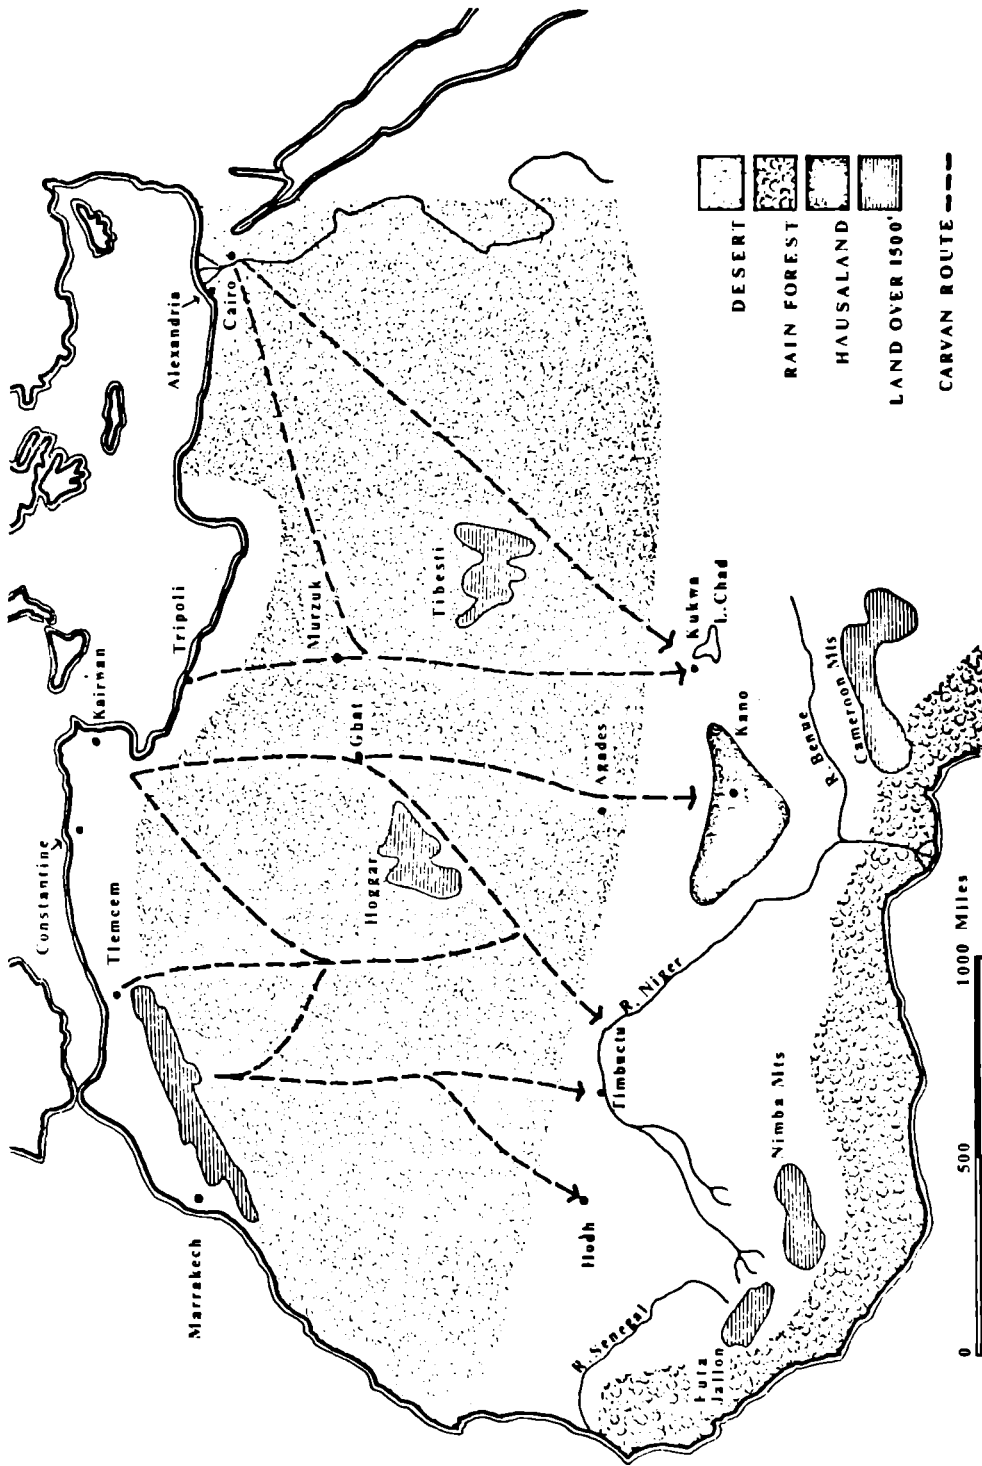 Alexandria
Cairo
Constantine
Kairwan
Tripoli
Tlemcem
Marrakech
Murzuk
Ghat
Tibesti
Hoggar
Agades
Kukwa
L. Chad
Kano
R. Benue
Cameroon Mts
R. Niger
Timbuctu
Hodh
Nimba Mts
R. Senegal
Futa
Jallon
DESERT
RAIN FOREST
HAUSALAND
LAND OVER 1500'
CARVAN ROUTE
0 500 1000 Miles